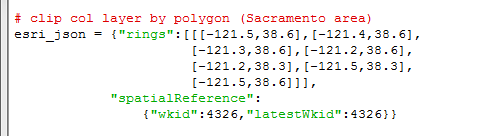 # clip col layer by polygon (Sacramento area)
esri_json = {"rings":[[[-121.5,38.6],[-121.4,38.6],
[-121.3,38.6],[-121.2,38.6],
[-121.2,38.3],[-121.5,38.3],
[-121.5,38.6]]],
"spatialReference":
{"wkid":4326,"latestWkid":4326}}